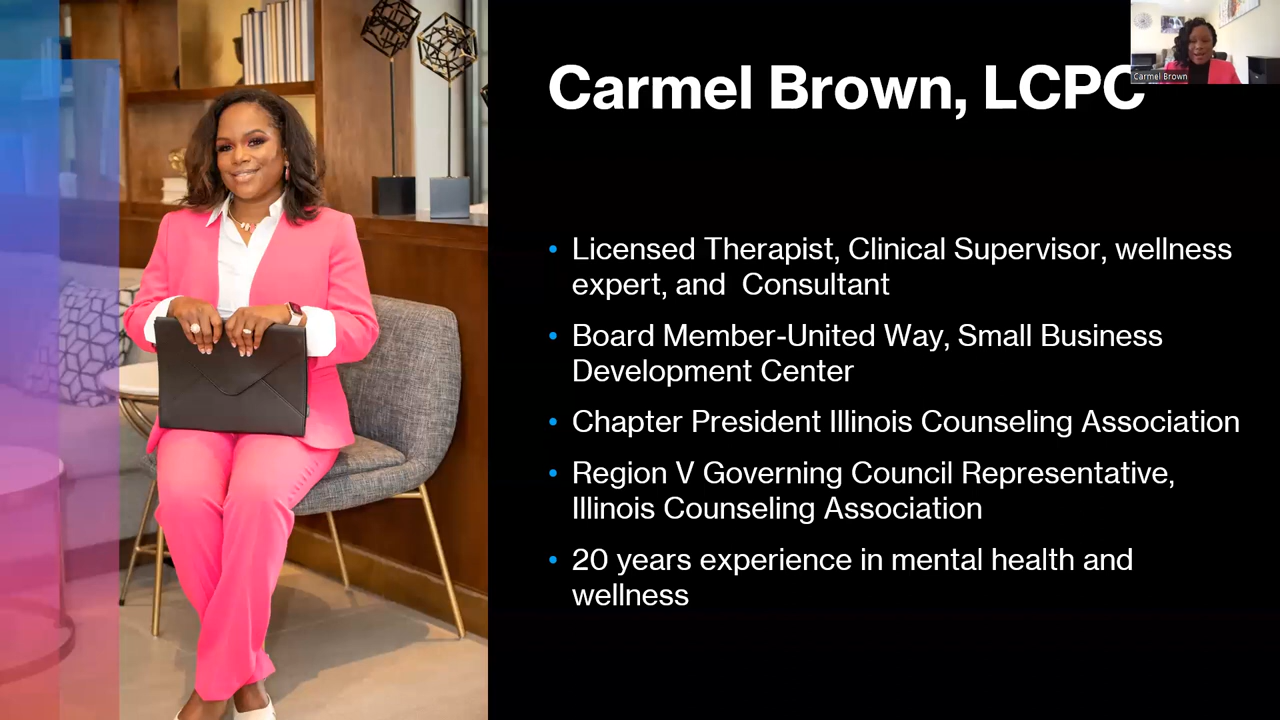 Carmel Brown, LCPC
Carmel Brown
• Licensed Therapist, Clinical Supervisor, wellness
expert, and  Consultant
• Board Member-United Way, Small Business
Development Center
• Chapter President Illinois Counseling Association
• Region V Governing Council Representative,
Illinois Counseling Association
• 20 years experience in mental health and
wellness